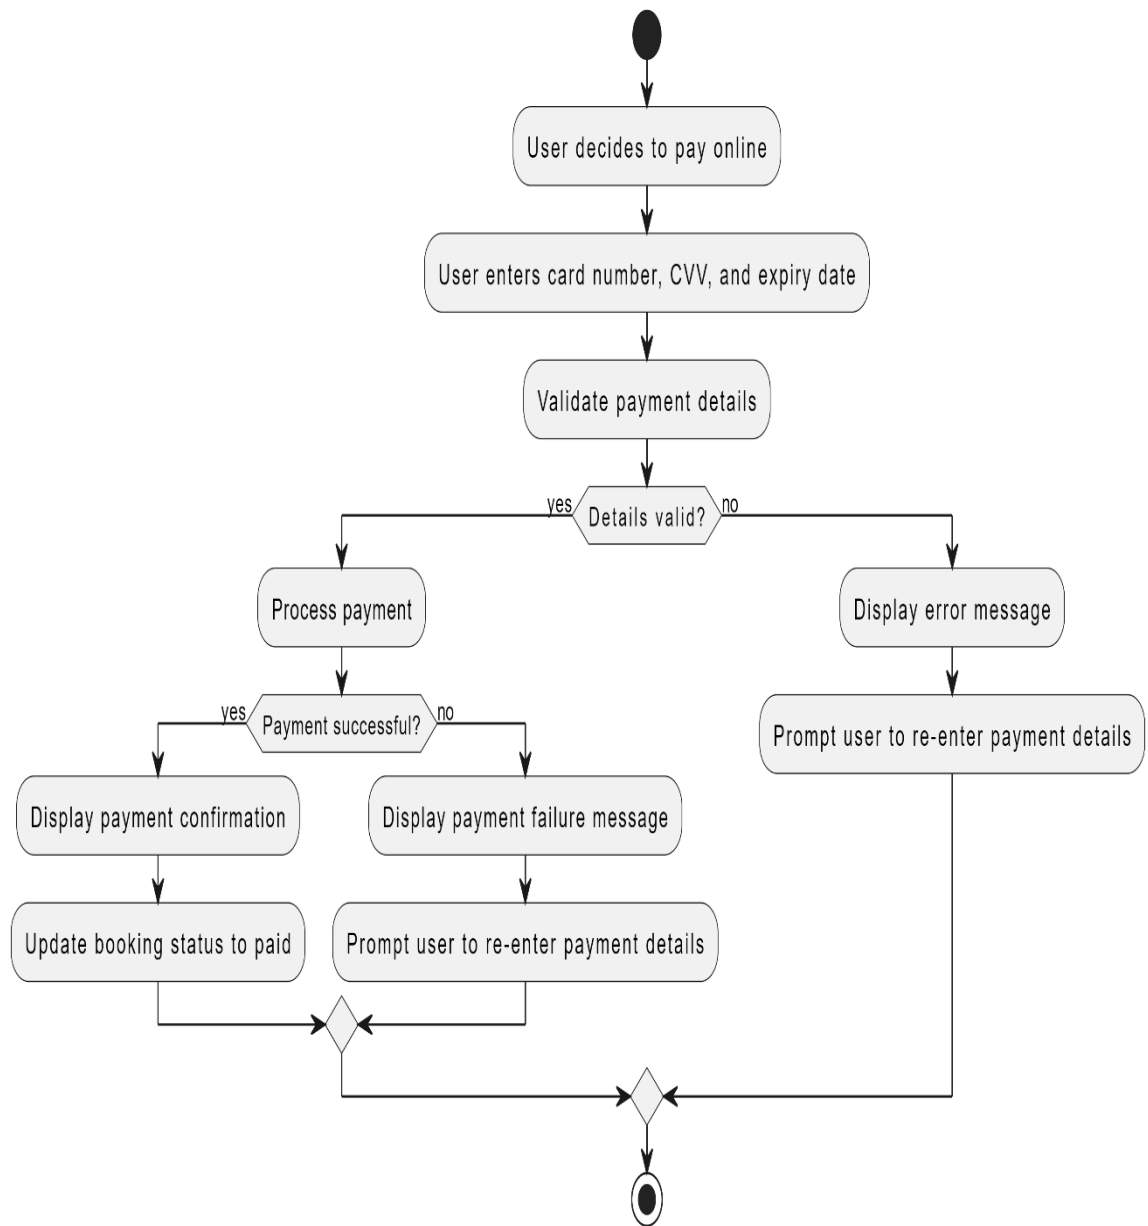 User decides to pay online
User enters card number, CVV, and expiry date
Validate payment details
yes
Details valid?
no
Process payment
Display error message
yes
Payment successful?
no
Prompt user to re-enter payment details
Display payment confirmation
Display payment failure message
Update booking status to paid
Prompt user to re-enter payment details